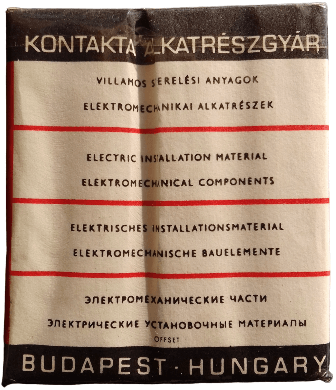 KONTAKTA ALKATRÉSZGYÁR
VILLAMOS SZERELÉSI ANYAGOK
ELEKTROMECHANIKAI ALKATRÉSZEK
ELECTRIC INSTALLATION MATERIAL
ELEKTROMECHANICAL COMPONENTS
ELEKTRISCHES INSTALLATIONSMATERIAL
ELEKTROMECHANISCHE BAUELEMENTE
ЭЛЕКТРОМЕХАНИЧЕСКИЕ ЧАСТИ
ЭЛЕКТРИЧЕСКИЕ УСТАНОВОЧНЫЕ МАТЕРИАЛЫ
OFFSET
BUDAPEST · HUNGARY